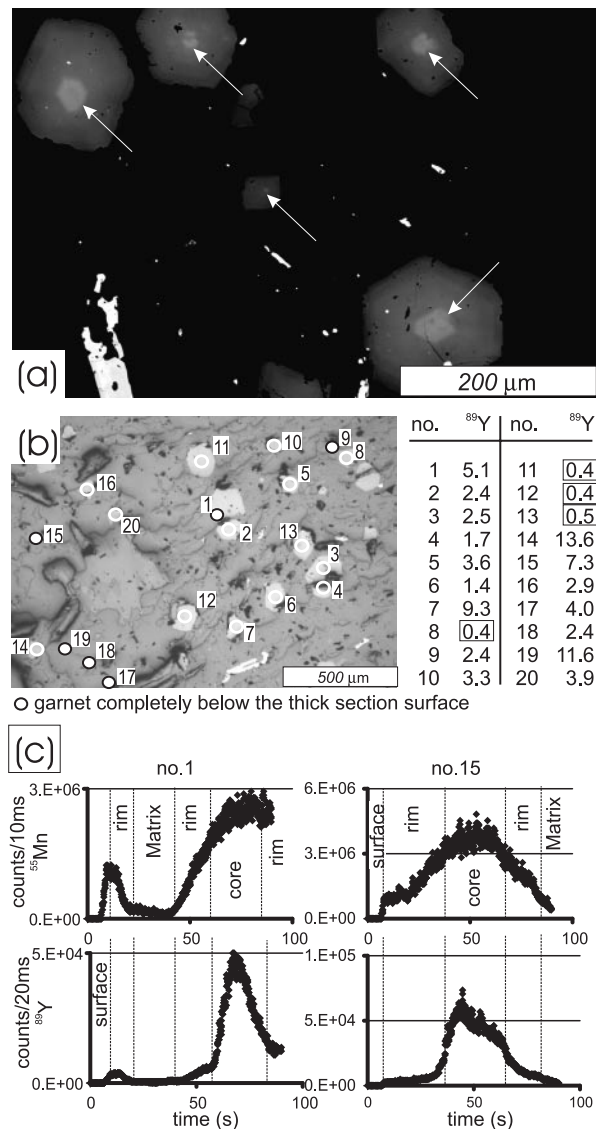 (a)
200 µm
(b)
11
10
9
8
16
5
1
15
20
2
13
3
12
6
4
7
14
19
18
17
500 µm
no. ⁸⁹Y no. ⁸⁹Y
1 5.1 11 0.4
2 2.4 12 0.4
3 2.5 13 0.5
4 1.7 14 13.6
5 3.6 15 7.3
6 1.4 16 2.9
7 9.3 17 4.0
8 0.4 18 2.4
9 2.4 19 11.6
10 3.3 20 3.9
garnet completely below the thick section surface
(c)
no.1
counts/10ms
⁵⁵Mn
3.E+06
0.E+00
rim
Matrix
rim
core
rim
0 50 100
no.15
6.E+06
3.E+06
0.E+00
surface
rim
core
rim
Matrix
0 50 100
counts/20ms
⁸⁹Y
5.E+04
0.E+00
surface
0 50 100
time (s)
1.E+05
5.E+04
0.E+00
0 50 100
time (s)